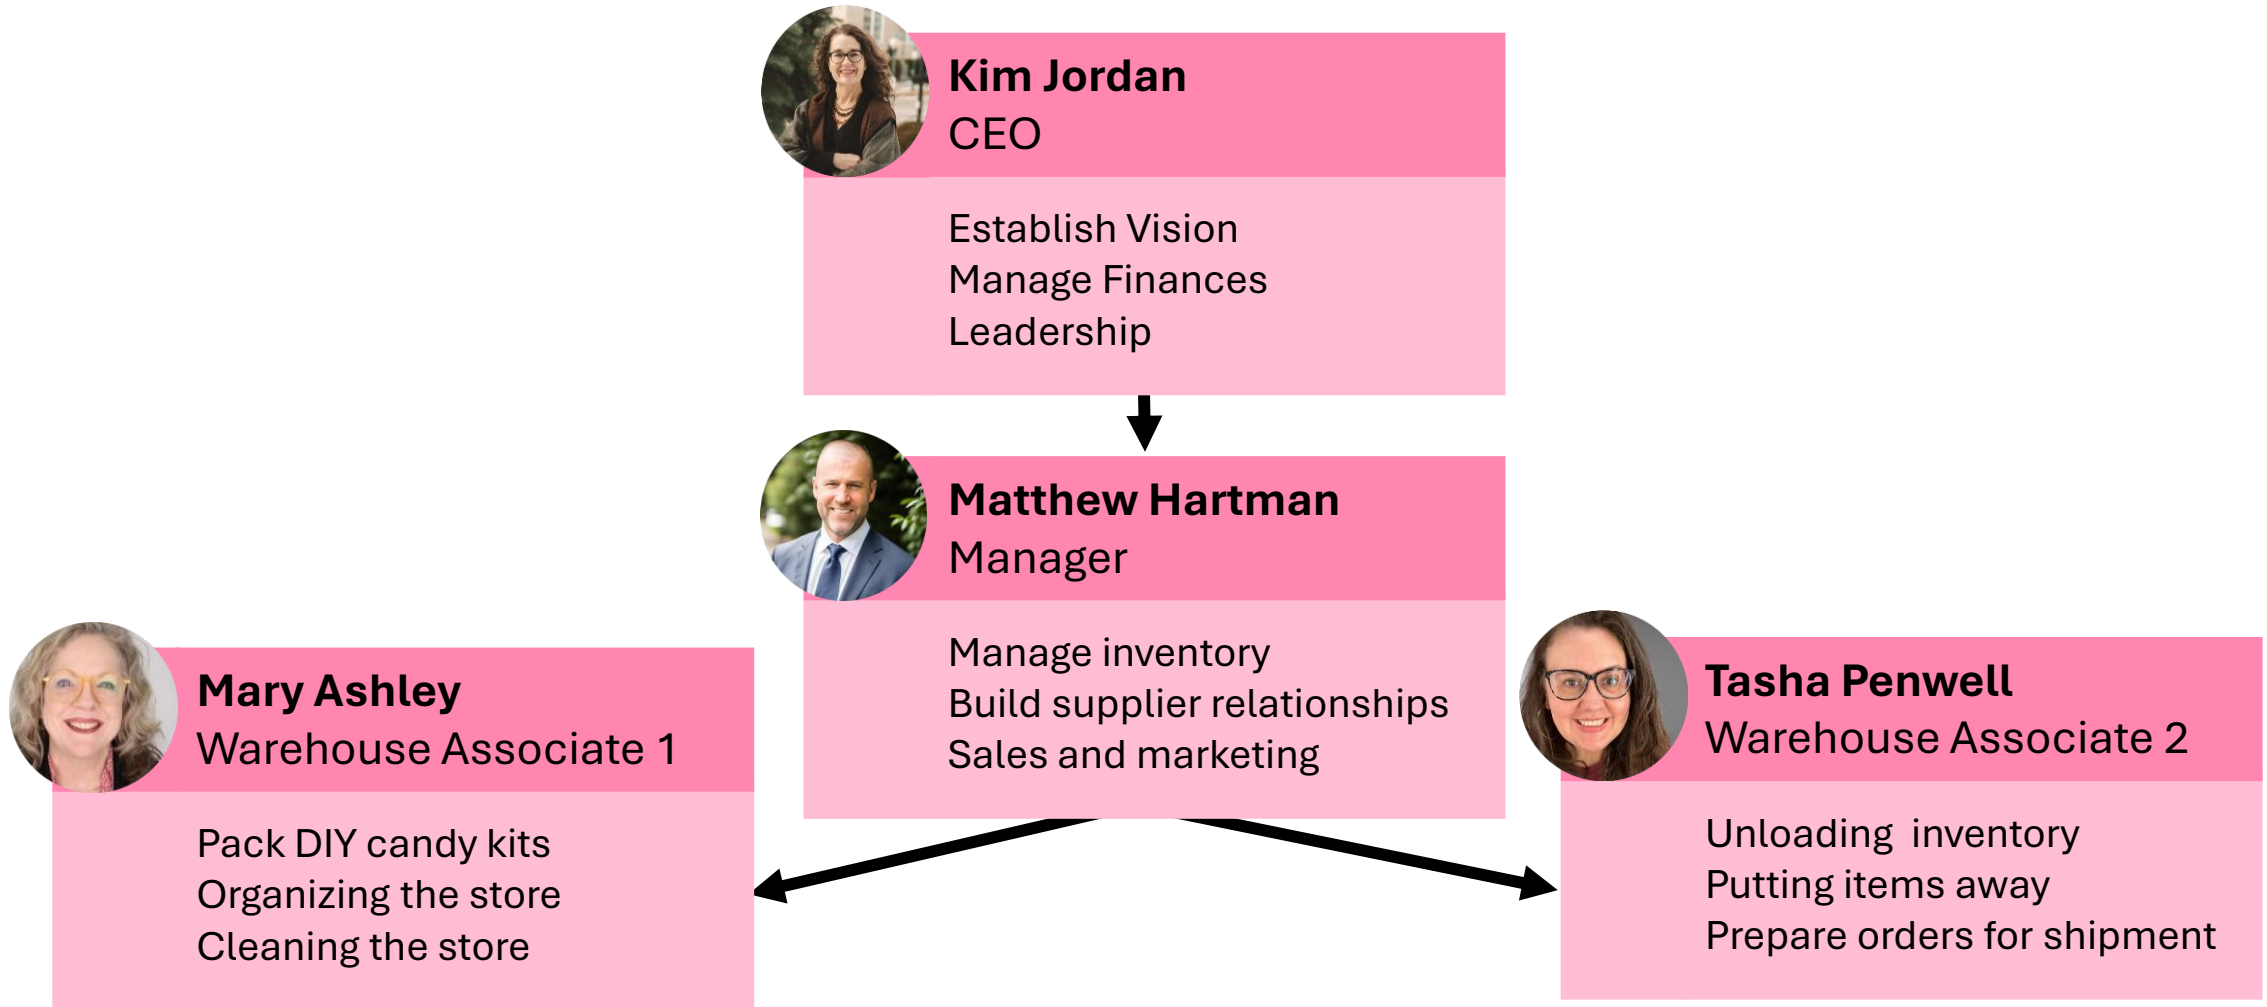 Kim Jordan
CEO
Establish Vision
Manage Finances
Leadership
Matthew Hartman
Manager
Manage inventory
Build supplier relationships
Sales and marketing
Mary Ashley
Warehouse Associate 1
Pack DIY candy kits
Organizing the store
Cleaning the store
Tasha Penwell
Warehouse Associate 2
Unloading  inventory
Putting items away
Prepare orders for shipment